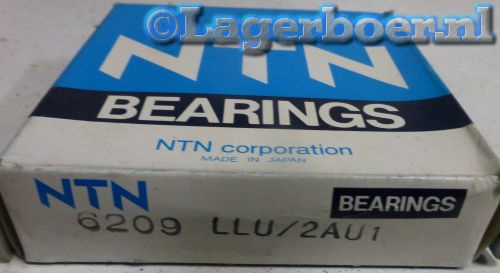 ©Lagerboer.nl
NTN
BEARINGS
NTN corporation
MADE IN JAPAN
NTN BEARINGS
6209 LLU/2AU1